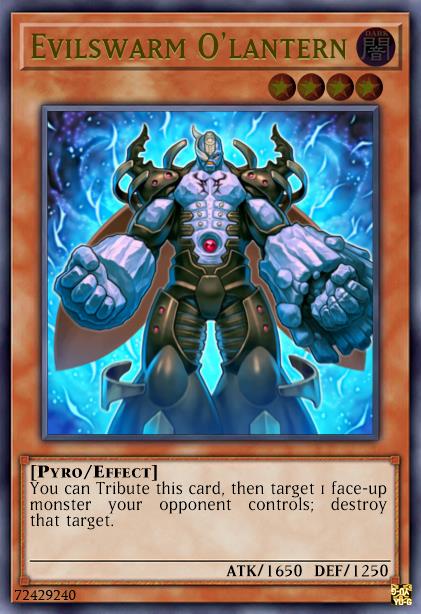 Evilswarm O'lantern
DARK
闇
[Pyro/Effect]
You can Tribute this card, then target 1 face-up
monster your opponent controls; destroy
that target.
ATK/1650 DEF/1250
72429240